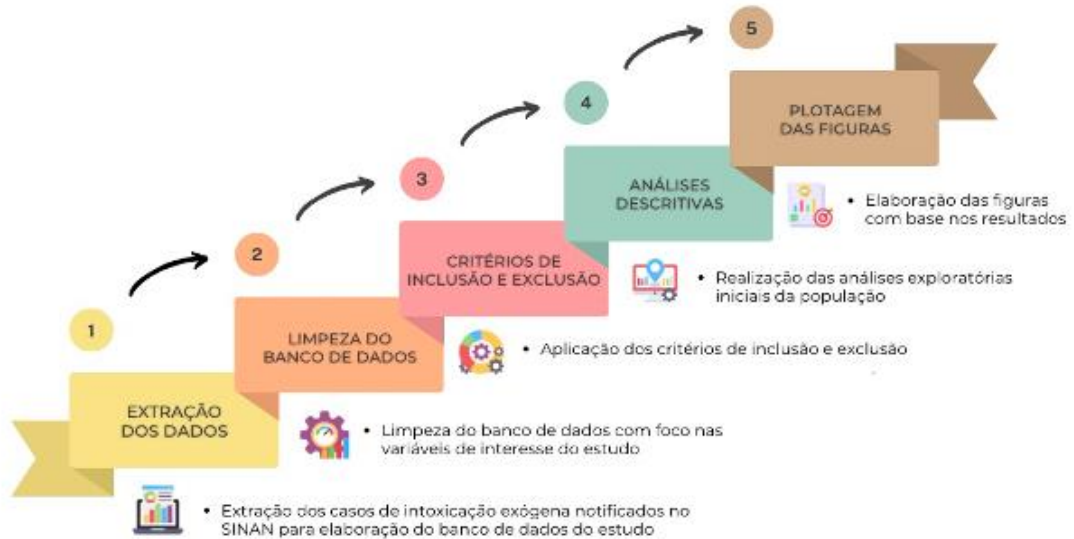 1
EXTRAÇÃO
DOS DADOS
• Extração dos casos de intoxicação exógena notificados no
SINAN para elaboração do banco de dados do estudo
2
LIMPEZA DO
BANCO DE DADOS
• Limpeza do banco de dados com foco nas
variáveis de interesse do estudo
3
CRITÉRIOS DE
INCLUSÃO E EXCLUSÃO
• Aplicação dos critérios de inclusão e exclusão
4
ANÁLISES
DESCRITIVAS
• Realização das análises exploratórias
iniciais da população
5
PLOTAGEM
DAS FIGURAS
• Elaboração das figuras
com base nos resultados